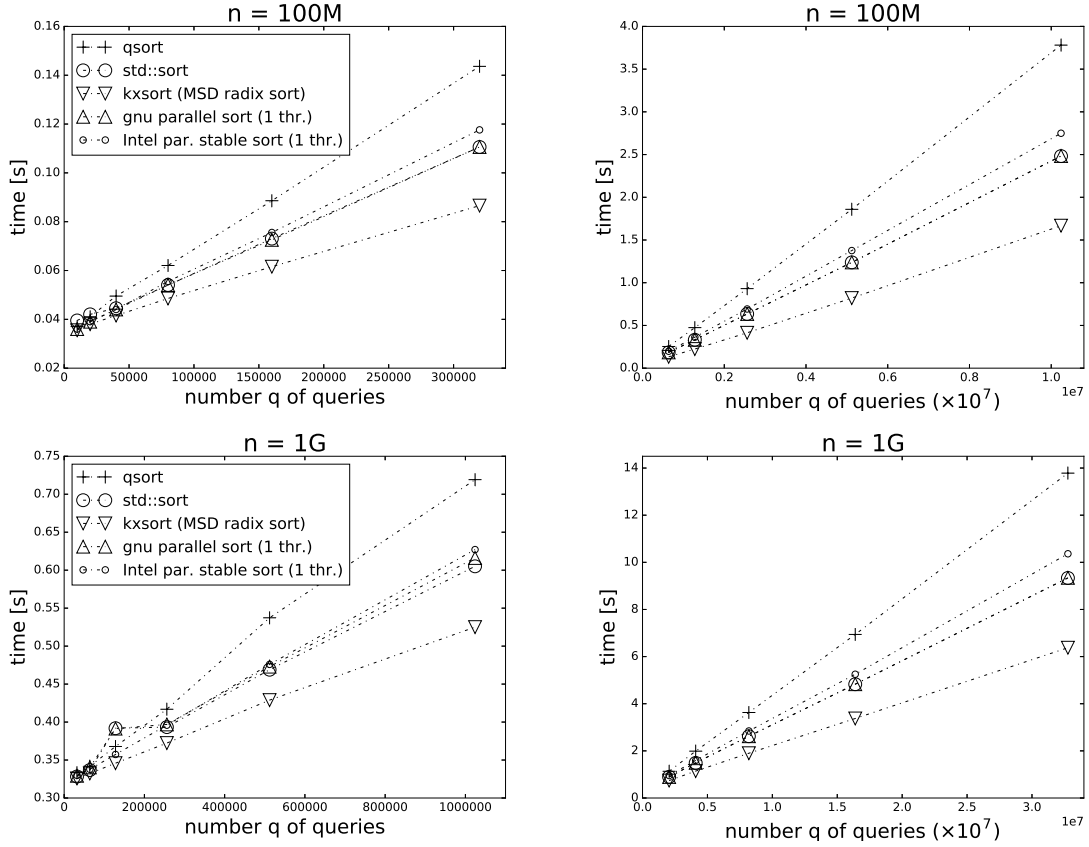 n = 100M
0.16
0.14
0.12
0.10
0.08
0.06
0.04
0.02
time [s]
qsort
std::sort
kxsort (MSD radix sort)
gnu parallel sort (1 thr.)
Intel par. stable sort (1 thr.)
0 50000 100000 150000 200000 250000 300000
number q of queries
n = 100M
4.0
3.5
3.0
2.5
2.0
1.5
1.0
0.5
0.0
time [s]
0.0 0.2 0.4 0.6 0.8 1.0
1e7
number q of queries (×10⁷)
n = 1G
0.75
0.70
0.65
0.60
0.55
0.50
0.45
0.40
0.35
0.30
time [s]
qsort
std::sort
kxsort (MSD radix sort)
gnu parallel sort (1 thr.)
Intel par. stable sort (1 thr.)
0 200000 400000 600000 800000 1000000
number q of queries
n = 1G
14
12
10
8
6
4
2
0
time [s]
0.0 0.5 1.0 1.5 2.0 2.5 3.0
1e7
number q of queries (×10⁷)